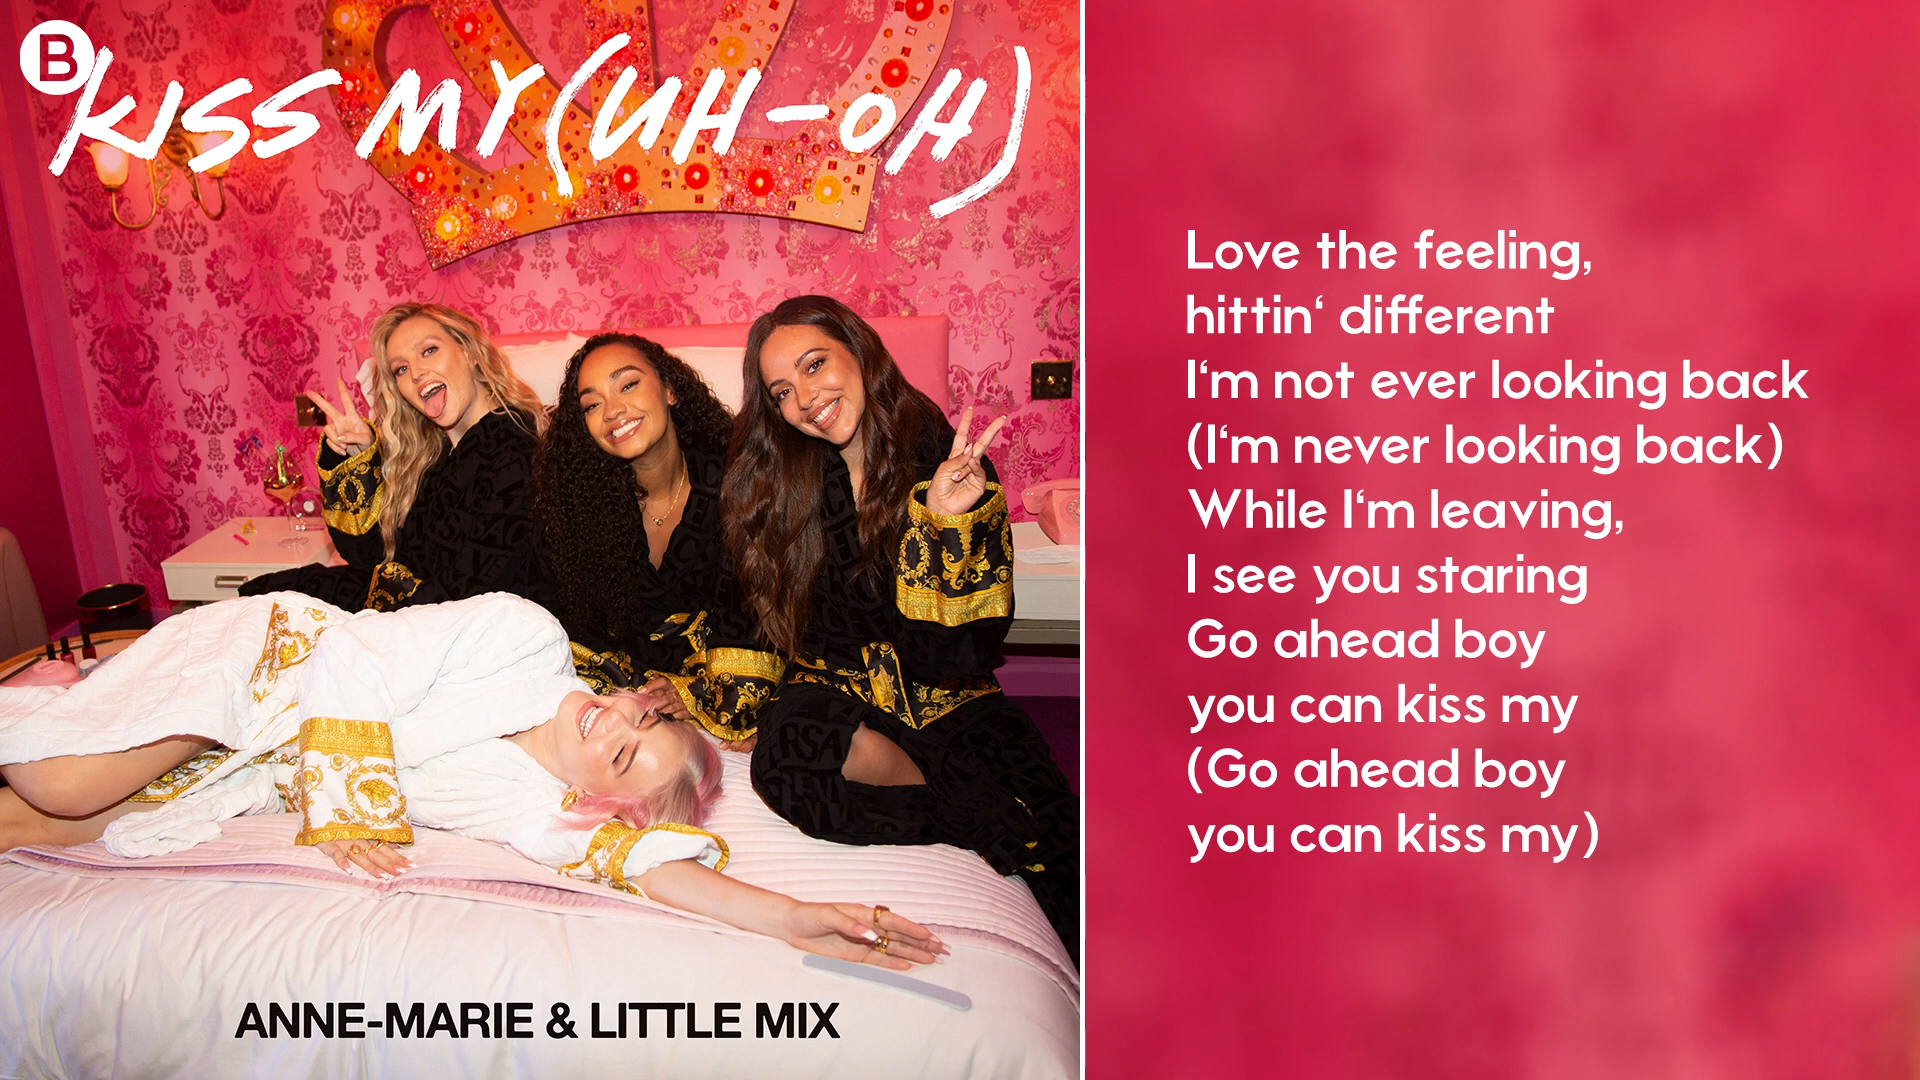 B
KISS MY (UH-OH)
ANNE-MARIE & LITTLE MIX
Love the feeling,
hittin‘ different
I‘m not ever looking back
(I‘m never looking back)
While I‘m leaving,
I see you staring
Go ahead boy
you can kiss my
(Go ahead boy
you can kiss my)